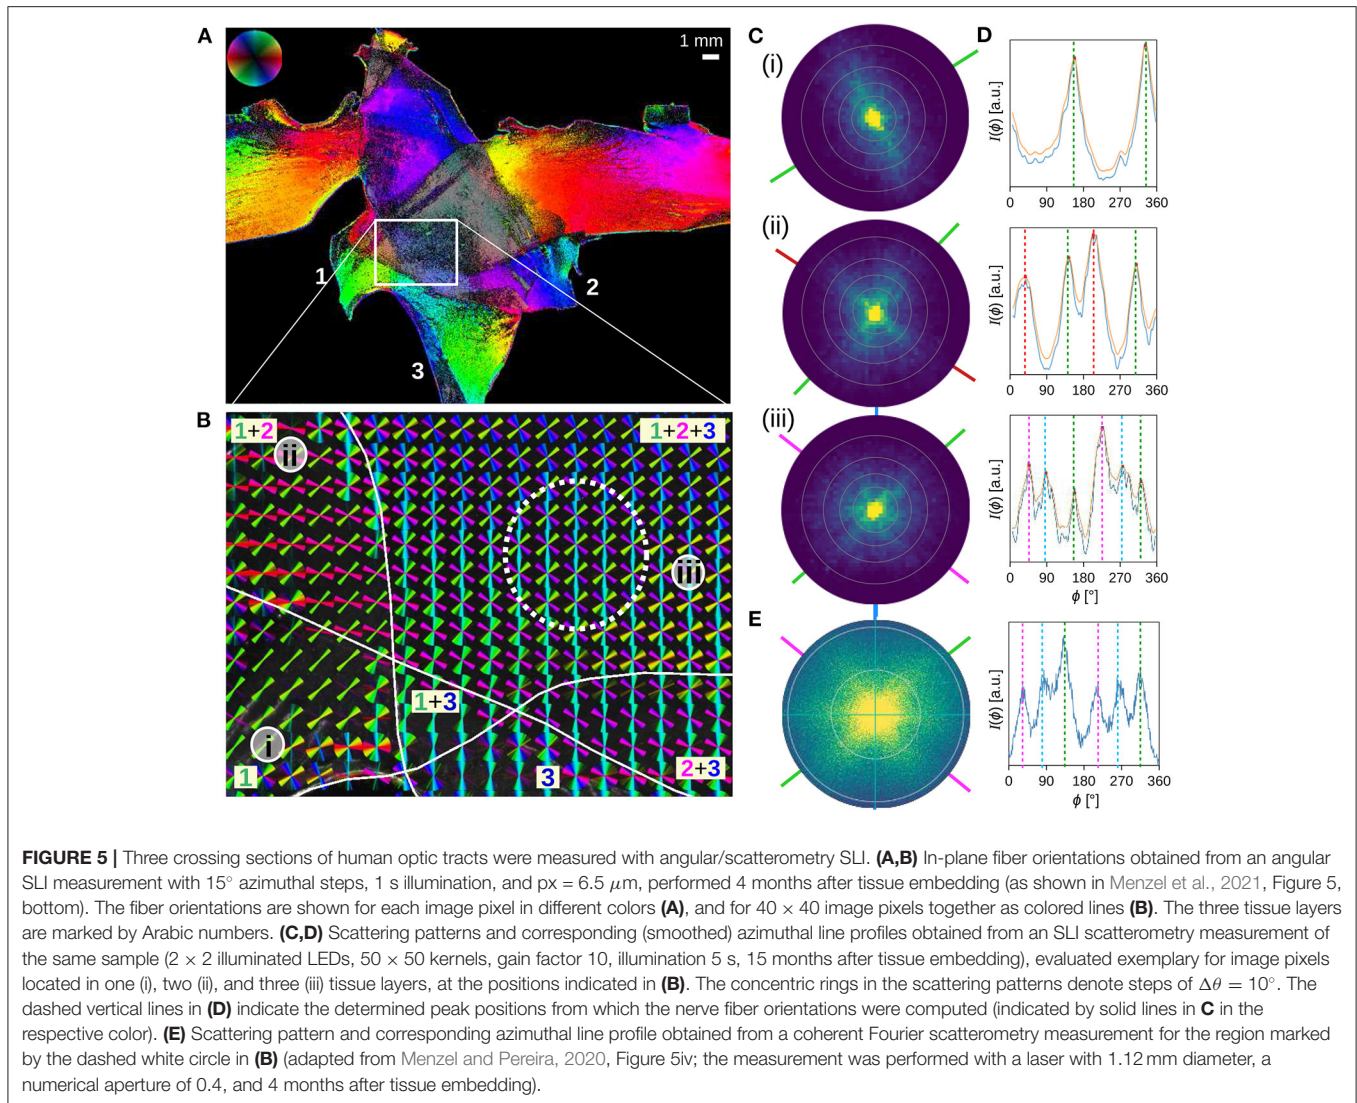 A
1 mm
1
2
3
B
1+2
1+2+3
ii
iii
1+3
i
1
3
2+3
C
(i)
(ii)
(iii)
E
D
I(ϕ) [a.u.]
0 90 180 270 360
I(ϕ) [a.u.]
0 90 180 270 360
I(ϕ) [a.u.]
0 90 180 270 360
ϕ [°]
I(ϕ) [a.u.]
0 90 180 270 360
ϕ [°]
FIGURE 5 | Three crossing sections of human optic tracts were measured with angular/scatterometry SLI. (A,B) In-plane fiber orientations obtained from an angular
SLI measurement with 15° azimuthal steps, 1 s illumination, and px = 6.5 μm, performed 4 months after tissue embedding (as shown in Menzel et al., 2021, Figure 5,
bottom). The fiber orientations are shown for each image pixel in different colors (A), and for 40 × 40 image pixels together as colored lines (B). The three tissue layers
are marked by Arabic numbers. (C,D) Scattering patterns and corresponding (smoothed) azimuthal line profiles obtained from an SLI scatterometry measurement of
the same sample (2 × 2 illuminated LEDs, 50 × 50 kernels, gain factor 10, illumination 5 s, 15 months after tissue embedding), evaluated exemplary for image pixels
located in one (i), two (ii), and three (iii) tissue layers, at the positions indicated in (B). The concentric rings in the scattering patterns denote steps of Δθ = 10°. The
dashed vertical lines in (D) indicate the determined peak positions from which the nerve fiber orientations were computed (indicated by solid lines in C in the
respective color). (E) Scattering pattern and corresponding azimuthal line profile obtained from a coherent Fourier scatterometry measurement for the region marked
by the dashed white circle in (B) (adapted from Menzel and Pereira, 2020, Figure 5iv; the measurement was performed with a laser with 1.12 mm diameter, a
numerical aperture of 0.4, and 4 months after tissue embedding).